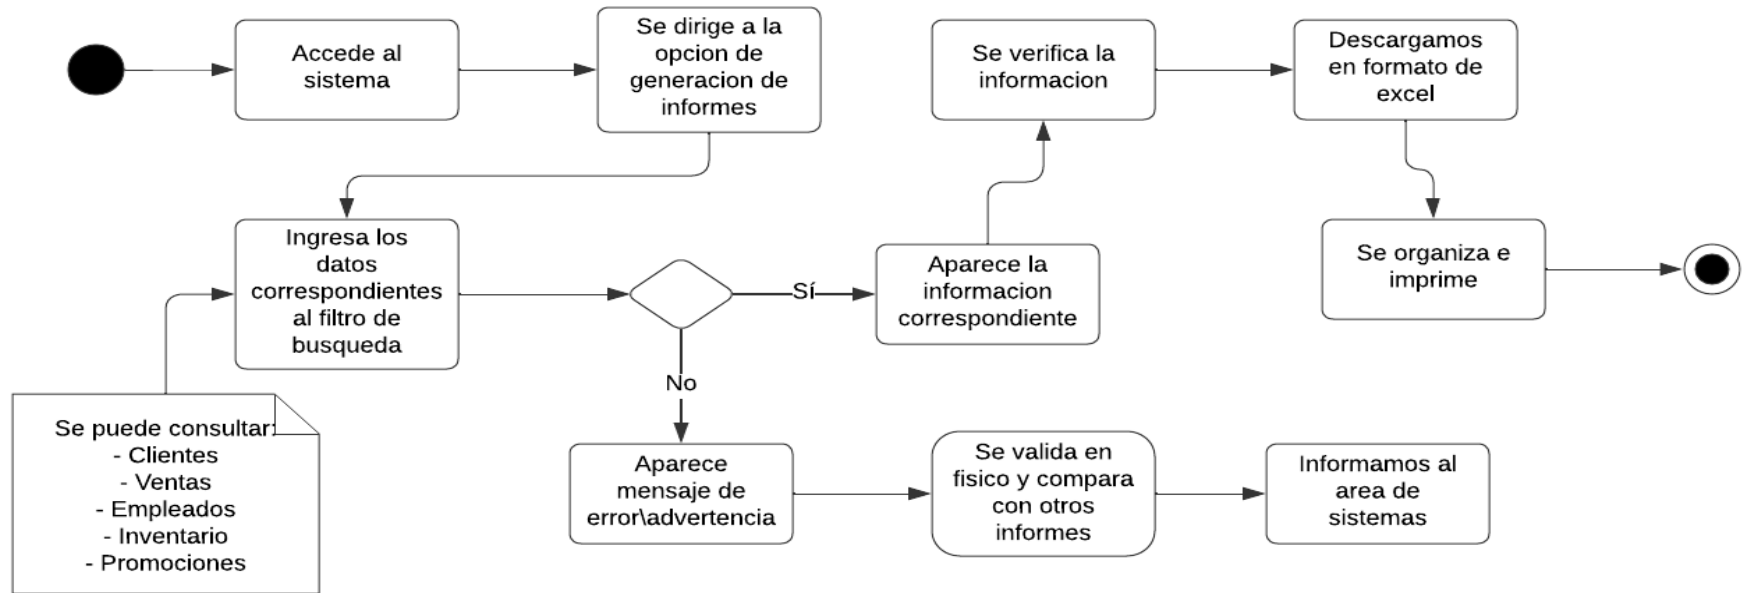 Accede al
sistema
Se dirige a la
opcion de
generacion de
informes
Se verifica la
informacion
Descargamos
en formato de
excel
Ingresa los
datos
correspondientes
al filtro de
busqueda
Sí
Aparece la
informacion
correspondiente
Se organiza e
imprime
No
Se puede consultar:
- Clientes
- Ventas
- Empleados
- Inventario
- Promociones
Aparece
mensaje de
error\advertencia
Se valida en
fisico y compara
con otros
informes
Informamos al
area de
sistemas